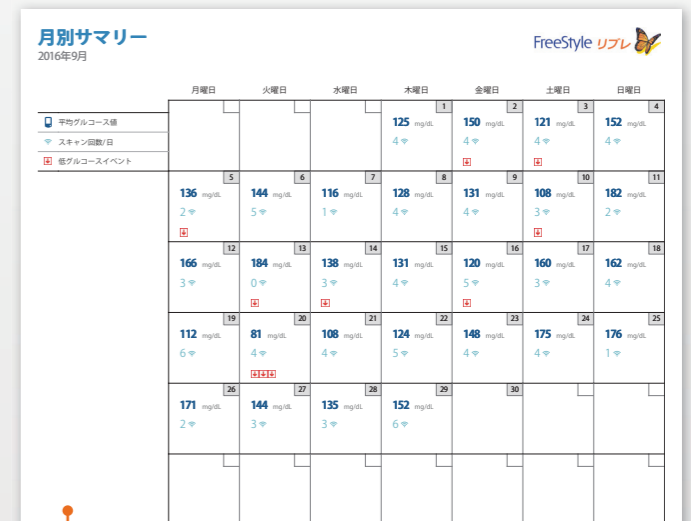 月別サマリー
2016年9月
FreeStyle リブレ
月曜日 火曜日 水曜日 木曜日 金曜日 土曜日 日曜日
平均グルコース値
スキャン回数/日
低グルコースイベント
1 2 3 4
125 mg/dL 150 mg/dL 121 mg/dL 152 mg/dL
4 4 4 4
5 6 7 8 9 10 11
136 mg/dL 144 mg/dL 116 mg/dL 128 mg/dL 131 mg/dL 108 mg/dL 182 mg/dL
2 5 1 4 4 3 2
12 13 14 15 16 17 18
166 mg/dL 184 mg/dL 138 mg/dL 131 mg/dL 120 mg/dL 160 mg/dL 162 mg/dL
3 0 3 4 5 3 4
19 20 21 22 23 24 25
112 mg/dL 81 mg/dL 108 mg/dL 124 mg/dL 148 mg/dL 175 mg/dL 176 mg/dL
6 4 4 5 4 4 1
26 27 28 29 30
171 mg/dL 144 mg/dL 135 mg/dL 152 mg/dL
2 3 3 6